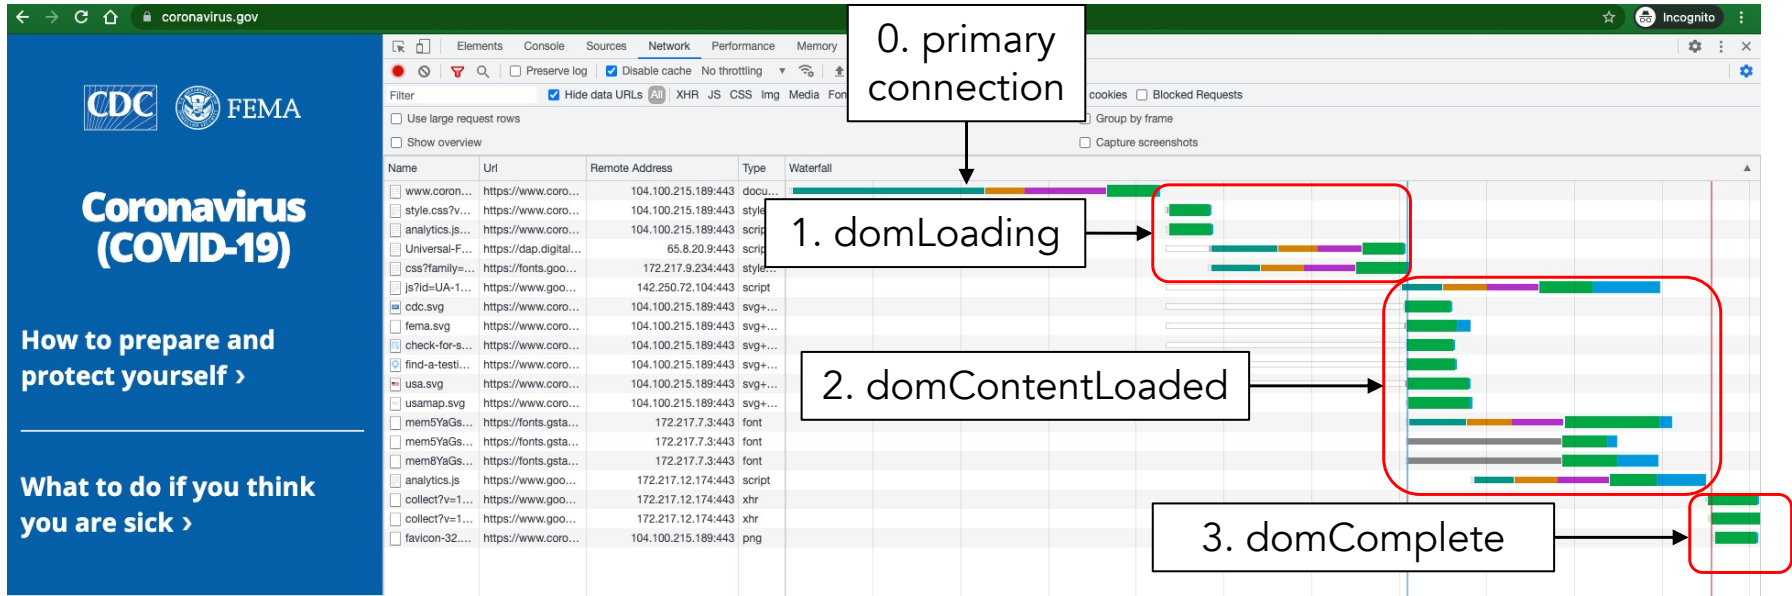 coronavirus.gov
Incognito
CDC
FEMA
Coronavirus
(COVID-19)
How to prepare and
protect yourself ›
What to do if you think
you are sick ›
Elements Console Sources Network Performance Memory
Preserve log Disable cache No throttling
Filter Hide data URLs All XHR JS CSS Img Media Fon cookies Blocked Requests
Use large request rows Group by frame
Show overview Capture screenshots
Name Url Remote Address Type Waterfall
www.coron... https://www.coro... 104.100.215.189:443 docu...
style.css?v... https://www.coro... 104.100.215.189:443 style
analytics.js... https://www.coro... 104.100.215.189:443 scrip
Universal-F... https://dap.digital... 65.8.20.9:443 scrip
css?family=... https://fonts.goo... 172.217.9.234:443 style...
js?id=UA-1... https://www.goo... 142.250.72.104:443 script
cdc.svg https://www.coro... 104.100.215.189:443 svg+...
fema.svg https://www.coro... 104.100.215.189:443 svg+...
check-for-s... https://www.coro... 104.100.215.189:443 svg+...
find-a-testi... https://www.coro... 104.100.215.189:443 svg+...
usa.svg https://www.coro... 104.100.215.189:443 svg+...
usamap.svg https://www.coro... 104.100.215.189:443 svg+...
mem5YaGs... https://fonts.gsta... 172.217.7.3:443 font
mem5YaGs... https://fonts.gsta... 172.217.7.3:443 font
mem8YaGs... https://fonts.gsta... 172.217.7.3:443 font
analytics.js https://www.goo... 172.217.12.174:443 script
collect?v=1... https://www.goo... 172.217.12.174:443 xhr
collect?v=1... https://www.goo... 172.217.12.174:443 xhr
favicon-32.... https://www.coro... 104.100.215.189:443 png
0. primary
connection
1. domLoading
2. domContentLoaded
3. domComplete